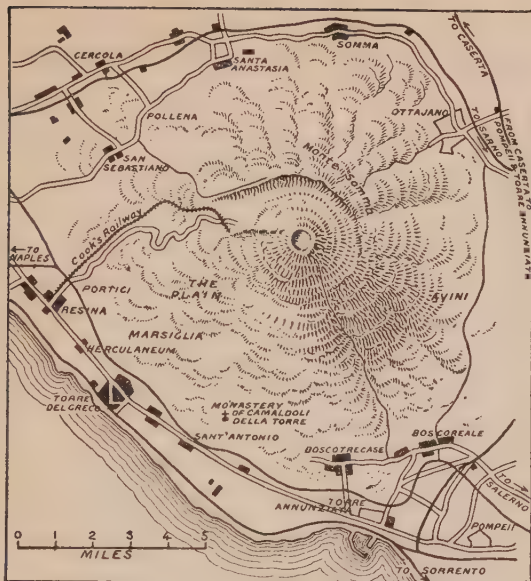 CERCOLA
SANTA
ANASTASIA
SOMMA
TO CASERTA
POLLENA
OTTAJANO
TO SARNO
FROM CASERTA TO
POMPEII & TORRE ANNUNZIATA
SAN
SEBASTIANO
Monte Somma
Cook's Railway
TO
NAPLES
PORTICI
THE
PLAIN
AVINI
RESINA
MARSIGLIA
HERCULANEUM
TORRE
DEL GRECO
MONASTERY
OF CAMALDOLI
DELLA TORRE
SANT'ANTONIO
BOSCOTRECASE
BOSCOREALE
TO
SALERNO
TORRE
ANNUNZIATA
POMPEII
0 1 2 3 4 5
MILES
TO SORRENTO